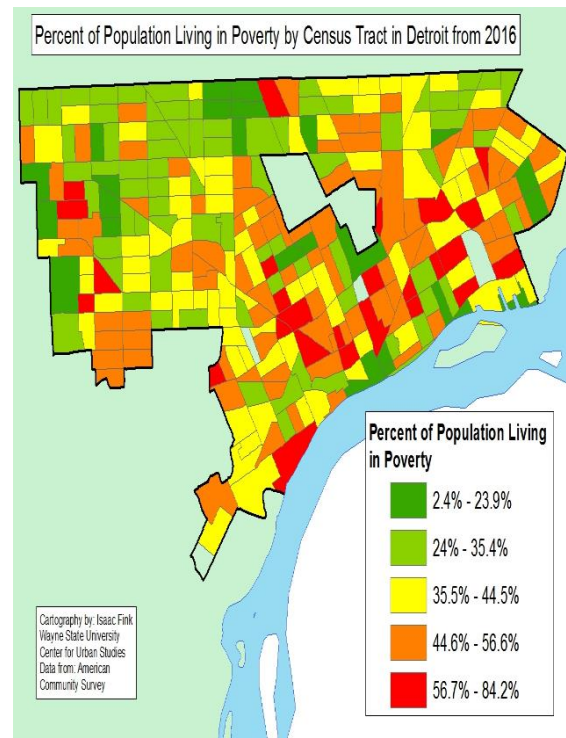 Percent of Population Living in Poverty by Census Tract in Detroit from 2016
Percent of Population Living
in Poverty
2.4% - 23.9%
24% - 35.4%
35.5% - 44.5%
44.6% - 56.6%
56.7% - 84.2%
Cartography by: Isaac Fink
Wayne State University
Center for Urban Studies
Data from: American
Community Survey